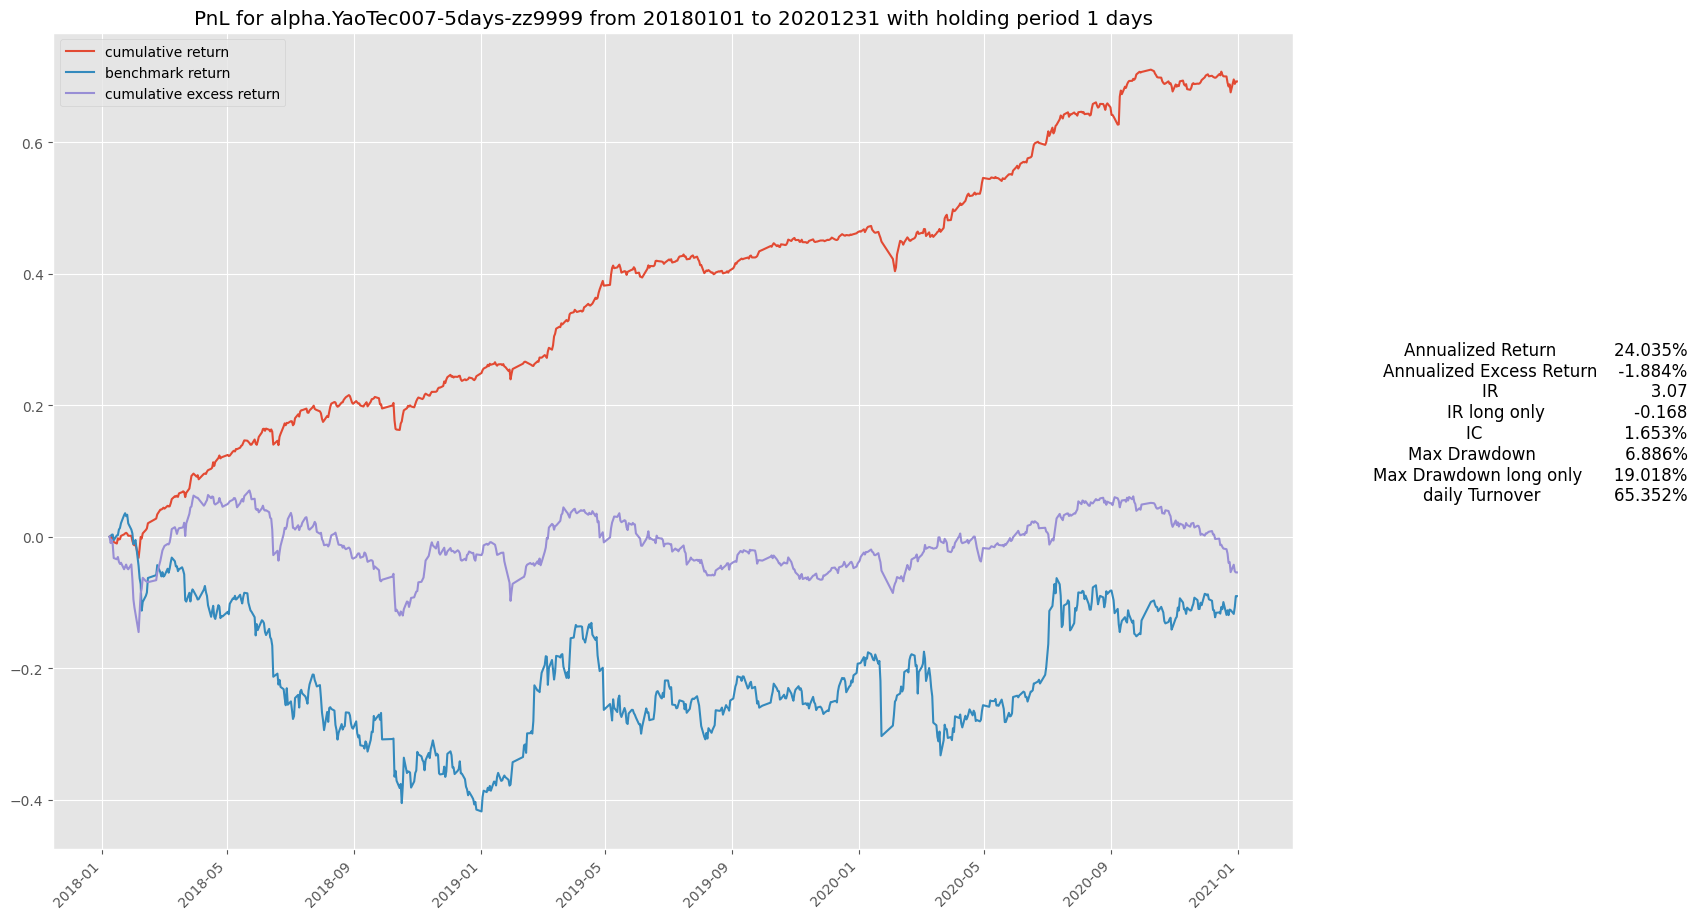 PnL for alpha.YaoTec007-5days-zz9999 from 20180101 to 20201231 with holding period 1 days
cumulative return
benchmark return
cumulative excess return
0.6
0.4
0.2
0.0
−0.2
−0.4
2018-01
2018-05
2018-09
2019-01
2019-05
2019-09
2020-01
2020-05
2020-09
2021-01
Annualized Return 24.035%
Annualized Excess Return -1.884%
IR 3.07
IR long only -0.168
IC 1.653%
Max Drawdown 6.886%
Max Drawdown long only 19.018%
daily Turnover 65.352%